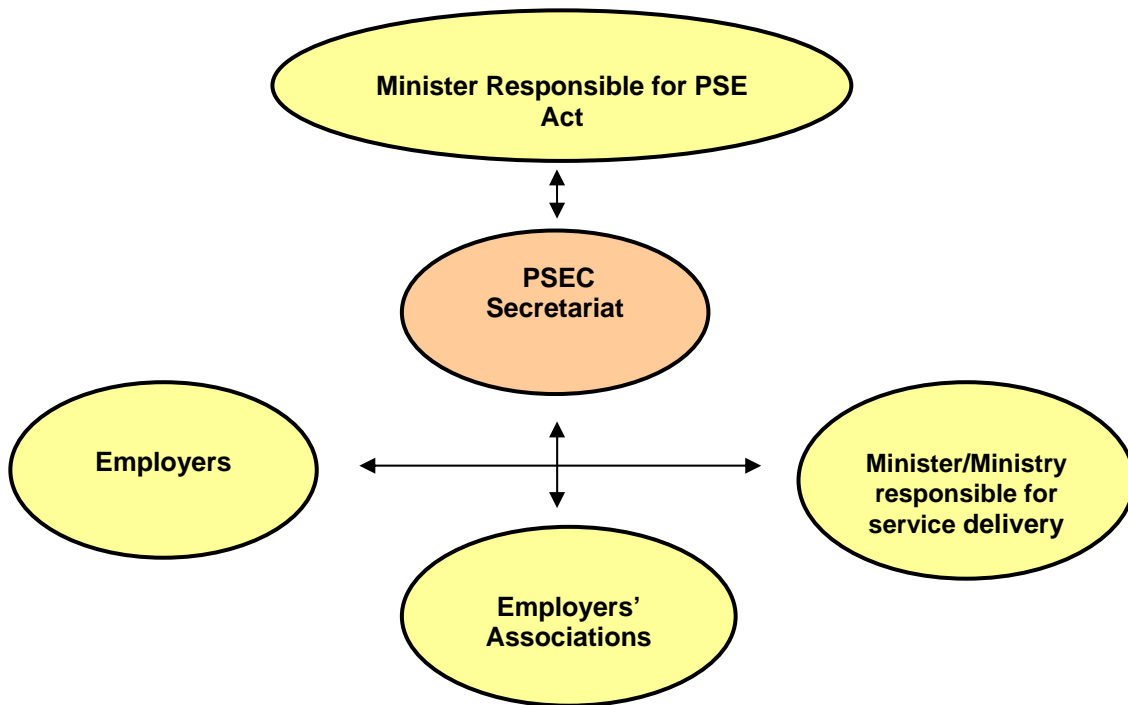 Minister Responsible for PSE
Act
PSEC
Secretariat
Employers
Minister/Ministry
responsible for
service delivery
Employers’
Associations